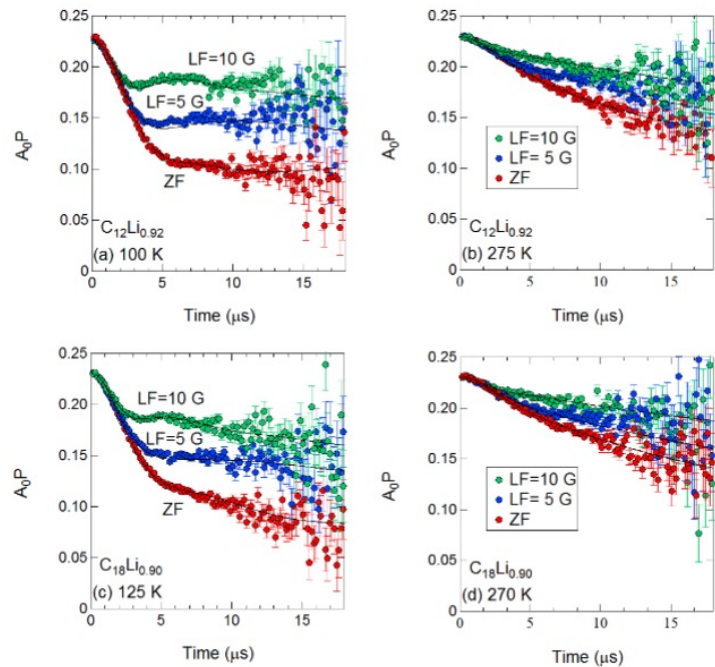 0.25
0.20
0.15
0.10
0.05
0
A₀P
LF=10 G
LF=5 G
ZF
C₁₂Li₀.₉₂
(a) 100 K
0 5 10 15
Time (μs)
0.25
0.20
0.15
0.10
0.05
0
A₀P
LF=10 G
LF= 5 G
ZF
C₁₂Li₀.₉₂
(b) 275 K
0 5 10 15
Time (μs)
0.25
0.20
0.15
0.10
0.05
0
A₀P
LF=10 G
LF=5 G
ZF
C₁₈Li₀.₉₀
(c) 125 K
0 5 10 15
Time (μs)
0.25
0.20
0.15
0.10
0.05
0
A₀P
LF=10 G
LF= 5 G
ZF
C₁₈Li₀.₉₀
(d) 270 K
0 5 10 15
Time (μs)